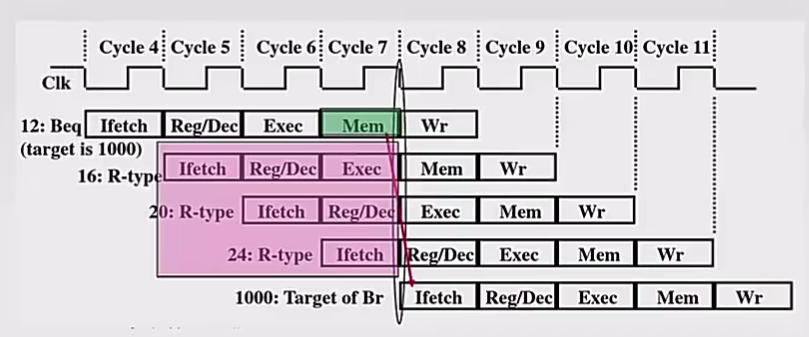 Cycle 4 Cycle 5 Cycle 6 Cycle 7 Cycle 8 Cycle 9 Cycle 10 Cycle 11
Clk
12: Beq Ifetch Reg/Dec Exec Mem Wr
(target is 1000)
16: R-type Ifetch Reg/Dec Exec Mem Wr
20: R-type Ifetch Reg/Dec Exec Mem Wr
24: R-type Ifetch Reg/Dec Exec Mem Wr
1000: Target of Br Ifetch Reg/Dec Exec Mem Wr